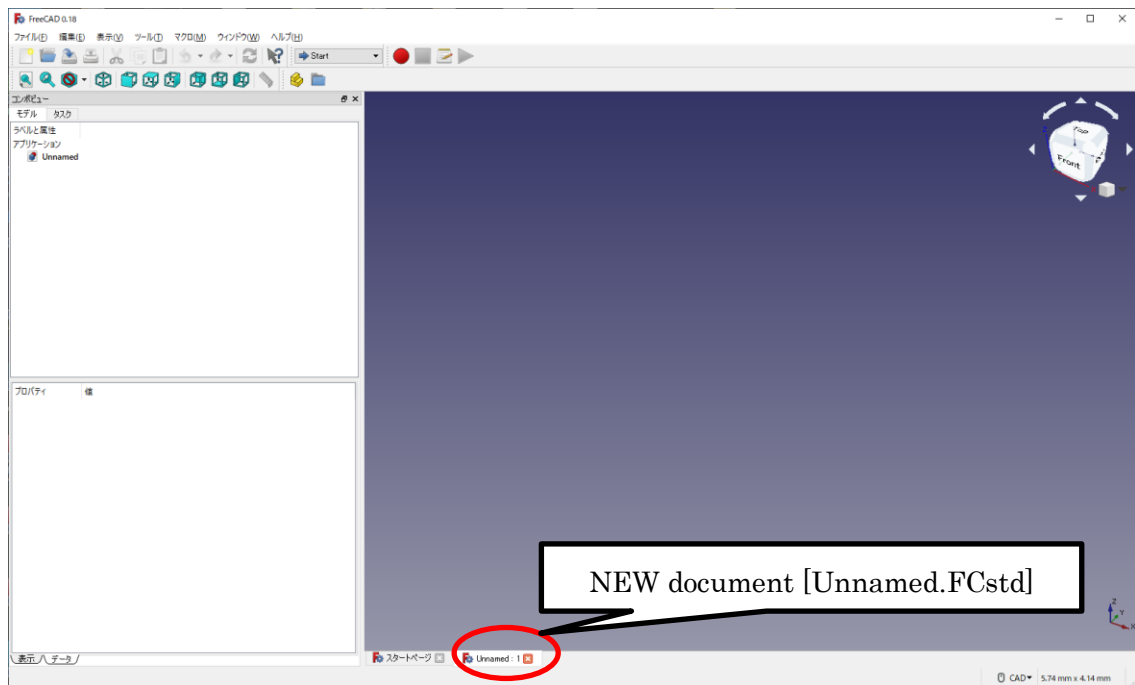 FreeCAD 0.18
ファイル(F) 編集(E) 表示(V) ツール(T) マクロ(M) ウィンドウ(W) ヘルプ(H)
Start
コンボビュー
モデル タスク
ラベルと属性
アプリケーション
Unnamed
Top
Front
プロパティ 値
NEW document [Unnamed.FCstd]
Z
Y
X
表示 データ
スタートページ Unnamed : 1
CAD 5.74 mm x 4.14 mm